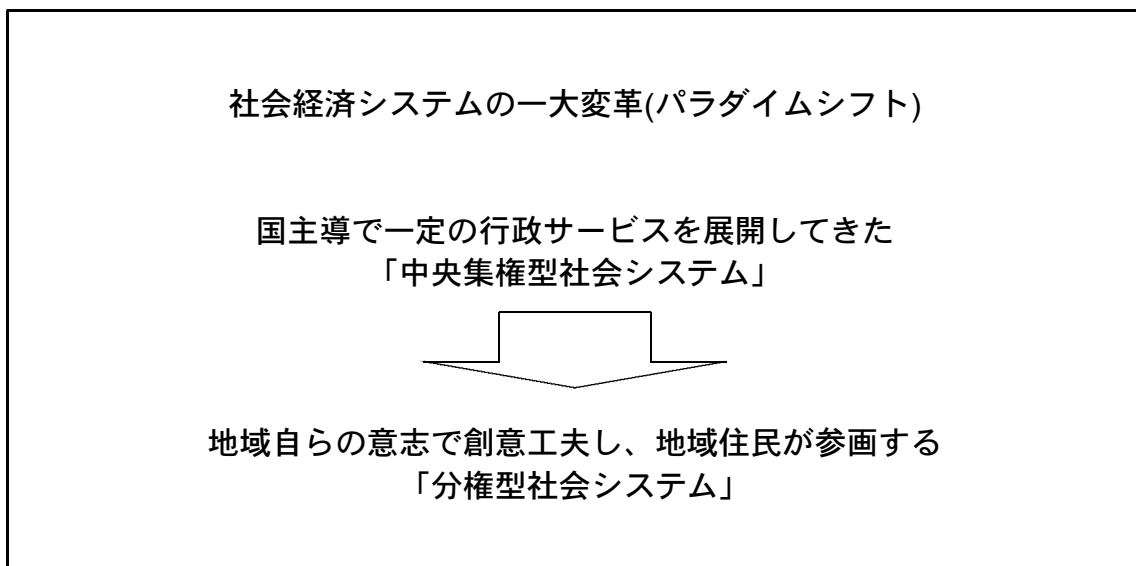 社会経済システムの一大変革(パラダイムシフト)
国主導で一定の行政サービスを展開してきた
「中央集権型社会システム」
地域自らの意志で創意工夫し、地域住民が参画する
「分権型社会システム」